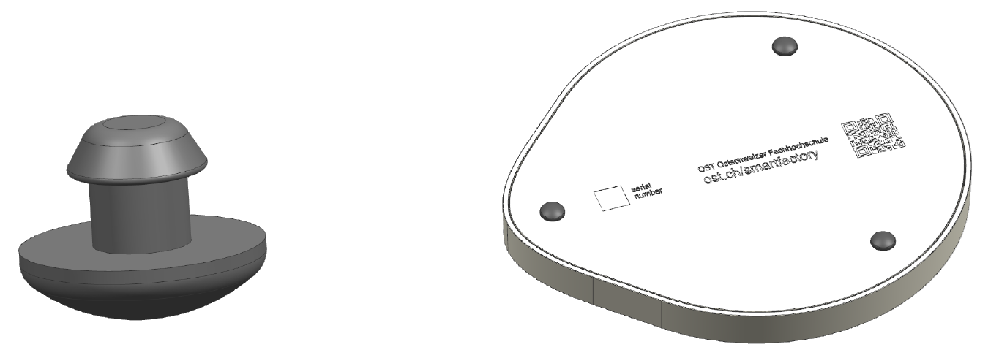 OST Ostschweizer Fachhochschule
ost.ch/smartfactory
serial
number